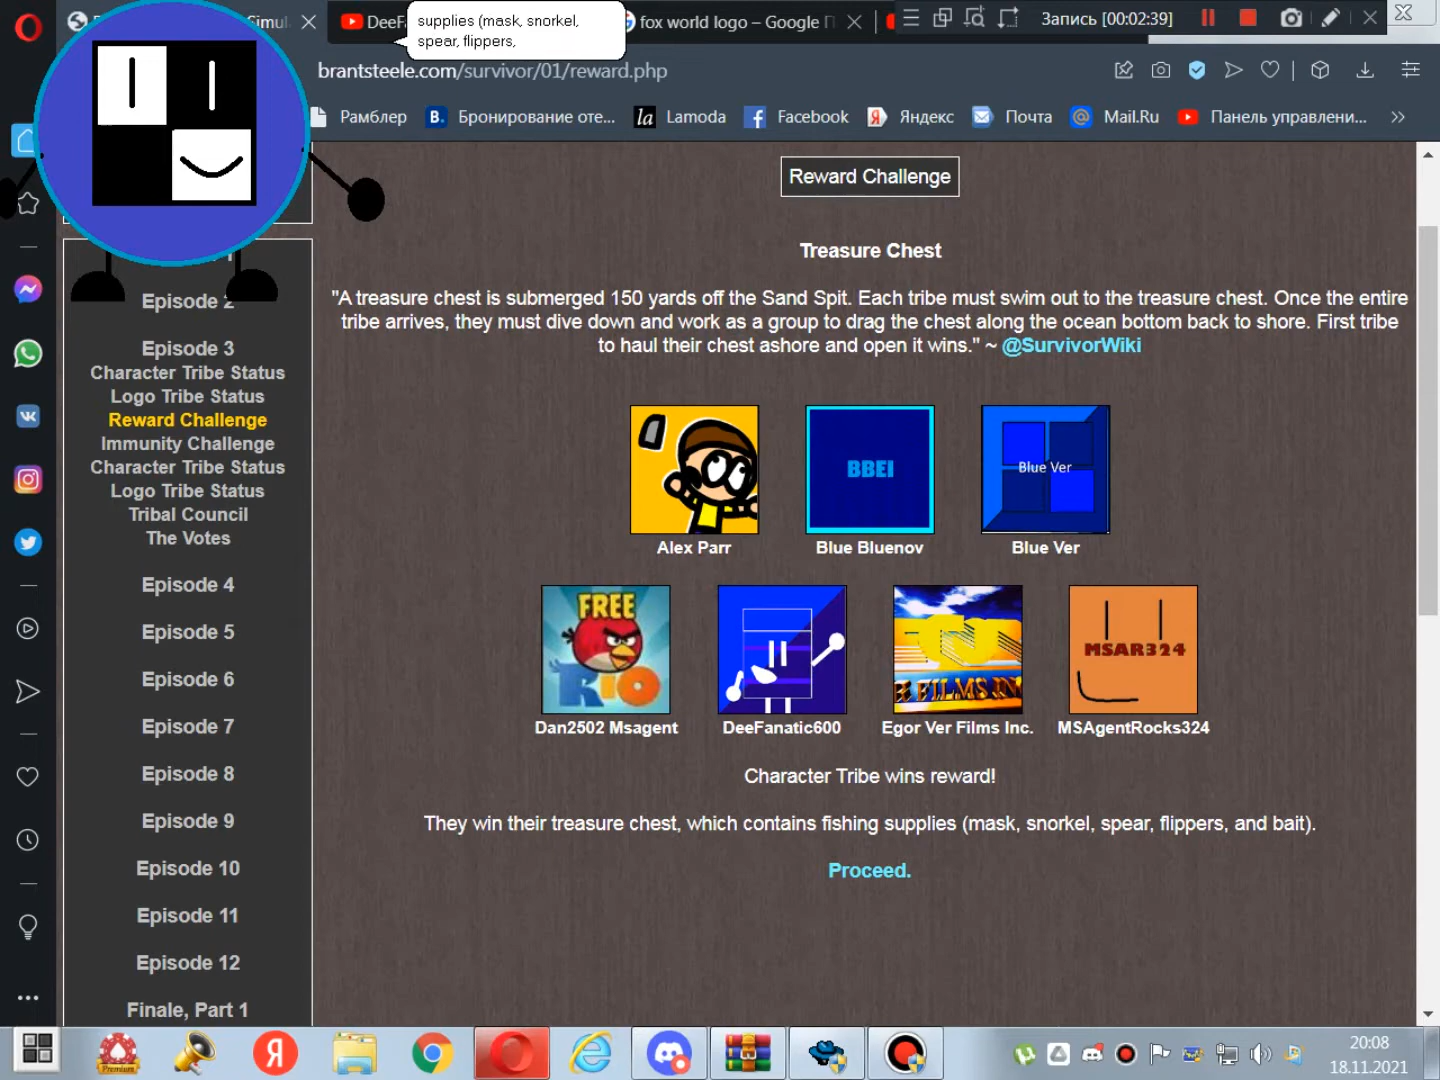 Simul
DeeFa
supplies (mask, snorkel,
spear, flippers,
fox world logo – Google П
Запись [00:02:39]
brantsteele.com/survivor/01/reward.php
Рамблер
B. Бронирование оте...
la Lamoda
Facebook
Я Яндекс
Почта
@ Mail.Ru
Панель управлени...
Reward Challenge
Treasure Chest
"A treasure chest is submerged 150 yards off the Sand Spit. Each tribe must swim out to the treasure chest. Once the entire
tribe arrives, they must dive down and work as a group to drag the chest along the ocean bottom back to shore. First tribe
to haul their chest ashore and open it wins." ~ @SurvivorWiki
Episode 2
Episode 3
Character Tribe Status
Logo Tribe Status
Reward Challenge
Immunity Challenge
Character Tribe Status
Logo Tribe Status
Tribal Council
The Votes
Episode 4
Episode 5
Episode 6
Episode 7
Episode 8
Episode 9
Episode 10
Episode 11
Episode 12
Finale, Part 1
BBEI
Blue Ver
Alex Parr
Blue Bluenov
Blue Ver
FREE
RIO
R FILMS IN
MSAR324
Dan2502 Msagent
DeeFanatic600
Egor Ver Films Inc.
MSAgentRocks324
Character Tribe wins reward!
They win their treasure chest, which contains fishing supplies (mask, snorkel, spear, flippers, and bait).
Proceed.
Premium
Я
20:08
18.11.2021